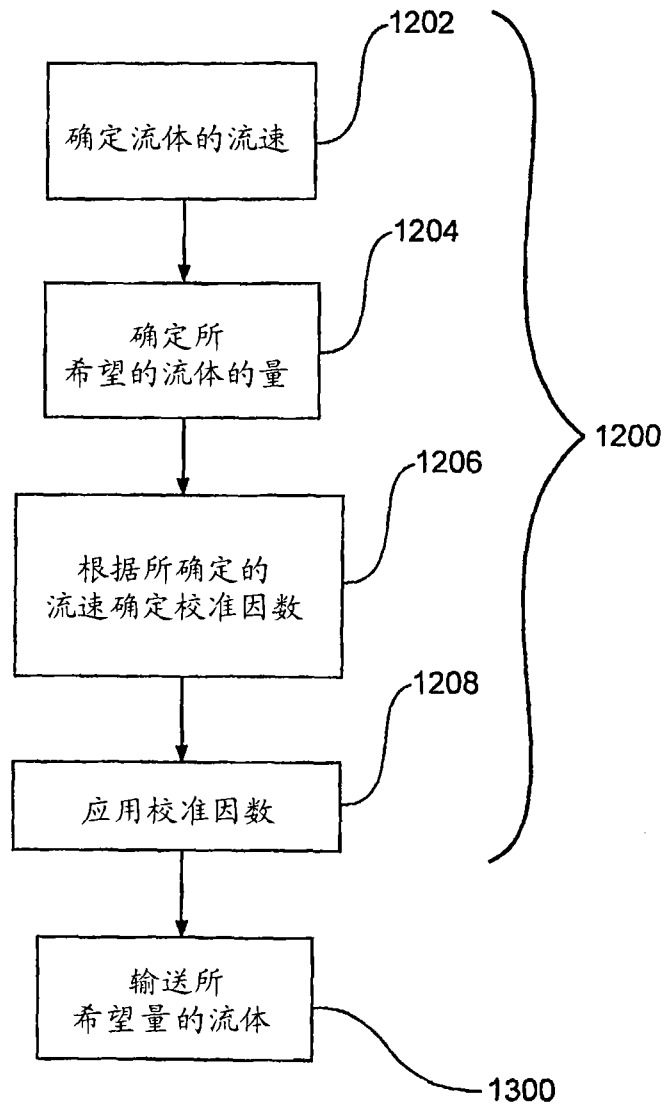 1202
确定流体的流速
1204
确定所
希望的流体的量
1200
1206
根据所确定的
流速确定校准因数
1208
应用校准因数
输送所
希望量的流体
1300